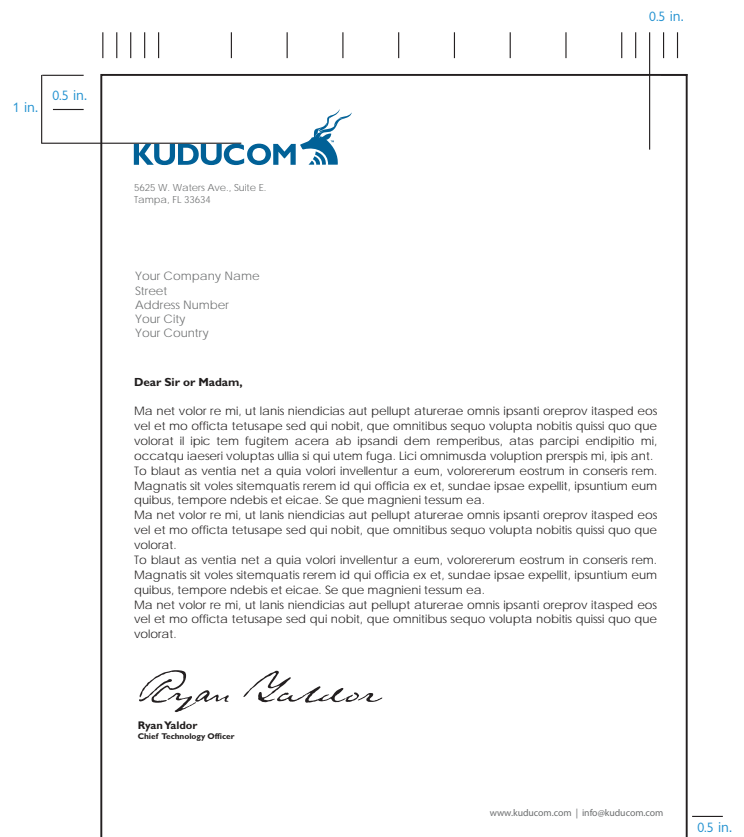 0.5 in.
0.5 in.
1 in.
KUDUCOM
5625 W. Waters Ave., Suite E.
Tampa, FL 33634
Your Company Name
Street
Address Number
Your City
Your Country
Dear Sir or Madam,
Ma net volor re mi, ut lanis niendicias aut pellupt aturerae omnis ipsanti oreprov itasped eos
vel et mo officta tetusape sed qui nobit, que omnitibus sequo volupta nobitis quissi quo que
volorat il ipic tem fugitem acera ab ipsandi dem remperibus, atas parcipi endipitio mi,
occatqu iaeseri voluptas ullia si qui utem fuga. Lici omnimusda voluption prerspis mi, ipis ant.
To blaut as ventia net a quia volori invellentur a eum, volorererum eostrum in conseris rem.
Magnatis sit voles sitemquatis rerem id qui officia ex et, sundae ipsae expellit, ipsuntium eum
quibus, tempore ndebis et eicae. Se que magnieni tessum ea.
Ma net volor re mi, ut lanis niendicias aut pellupt aturerae omnis ipsanti oreprov itasped eos
vel et mo officta tetusape sed qui nobit, que omnitibus sequo volupta nobitis quissi quo que
volorat.
To blaut as ventia net a quia volori invellentur a eum, volorererum eostrum in conseris rem.
Magnatis sit voles sitemquatis rerem id qui officia ex et, sundae ipsae expellit, ipsuntium eum
quibus, tempore ndebis et eicae. Se que magnieni tessum ea.
Ma net volor re mi, ut lanis niendicias aut pellupt aturerae omnis ipsanti oreprov itasped eos
vel et mo officta tetusape sed qui nobit, que omnitibus sequo volupta nobitis quissi quo que
volorat.
Ryan Yaldor
Ryan Yaldor
Chief Technology Officer
www.kuducom.com | info@kuducom.com
0.5 in.